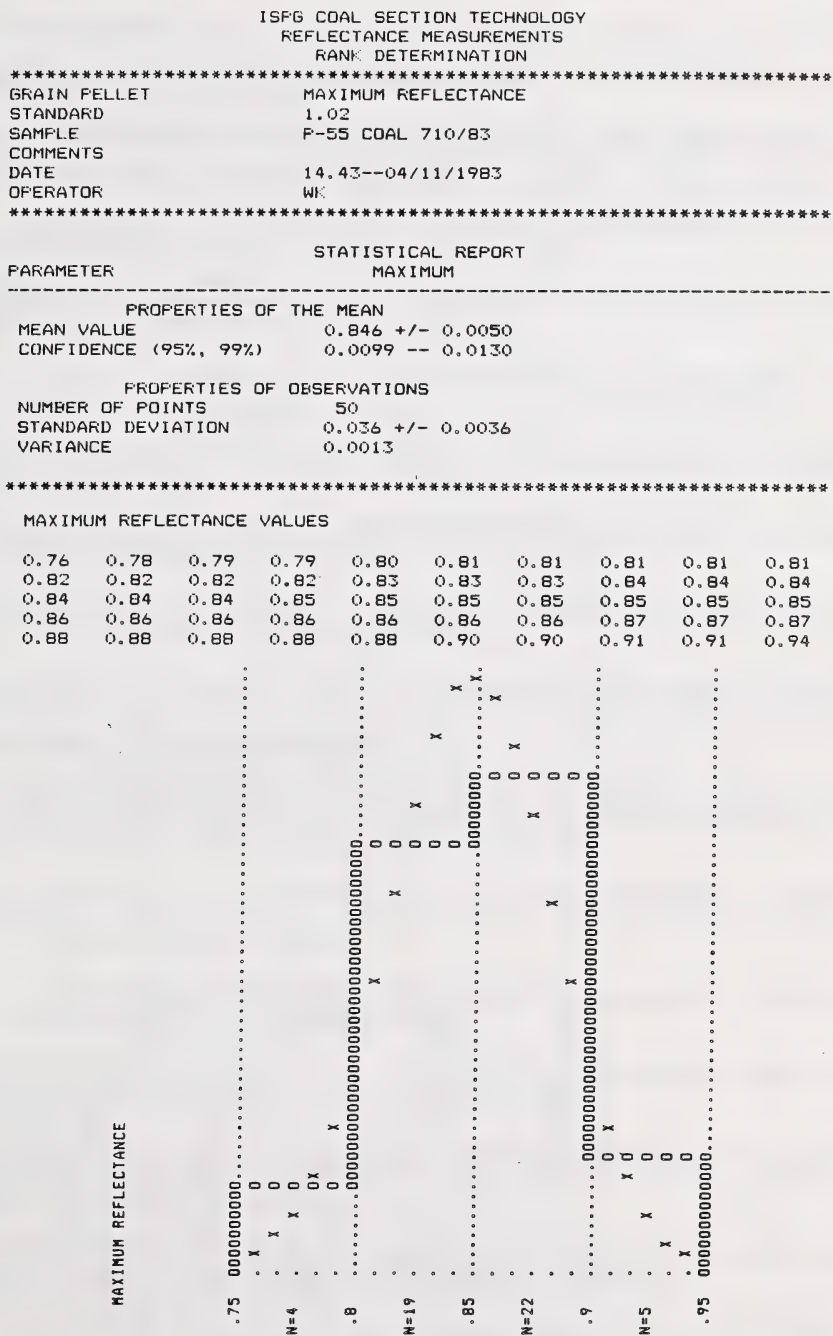 ISPG COAL SECTION TECHNOLOGY
REFLECTANCE MEASUREMENTS
RANK DETERMINATION
**********************************************************************
GRAIN PELLET MAXIMUM REFLECTANCE
STANDARD 1.02
SAMPLE P-55 COAL 710/83
COMMENTS
DATE 14.43--04/11/1983
OPERATOR WK
**********************************************************************
STATISTICAL REPORT
PARAMETER MAXIMUM
----------------------------------------------------------------------
PROPERTIES OF THE MEAN
MEAN VALUE 0.846 +/- 0.0050
CONFIDENCE (95%, 99%) 0.0099 -- 0.0130
PROPERTIES OF OBSERVATIONS
NUMBER OF POINTS 50
STANDARD DEVIATION 0.036 +/- 0.0036
VARIANCE 0.0013
**********************************************************************
MAXIMUM REFLECTANCE VALUES
0.76 0.78 0.79 0.79 0.80 0.81 0.81 0.81 0.81 0.81
0.82 0.82 0.82 0.82 0.83 0.83 0.83 0.84 0.84 0.84
0.84 0.84 0.84 0.85 0.85 0.85 0.85 0.85 0.85 0.85
0.86 0.86 0.86 0.86 0.86 0.86 0.86 0.87 0.87 0.87
0.88 0.88 0.88 0.88 0.88 0.90 0.90 0.91 0.91 0.94
MAXIMUM REFLECTANCE
.75
N=4
.8
N=19
.85
N=22
.9
N=5
.95